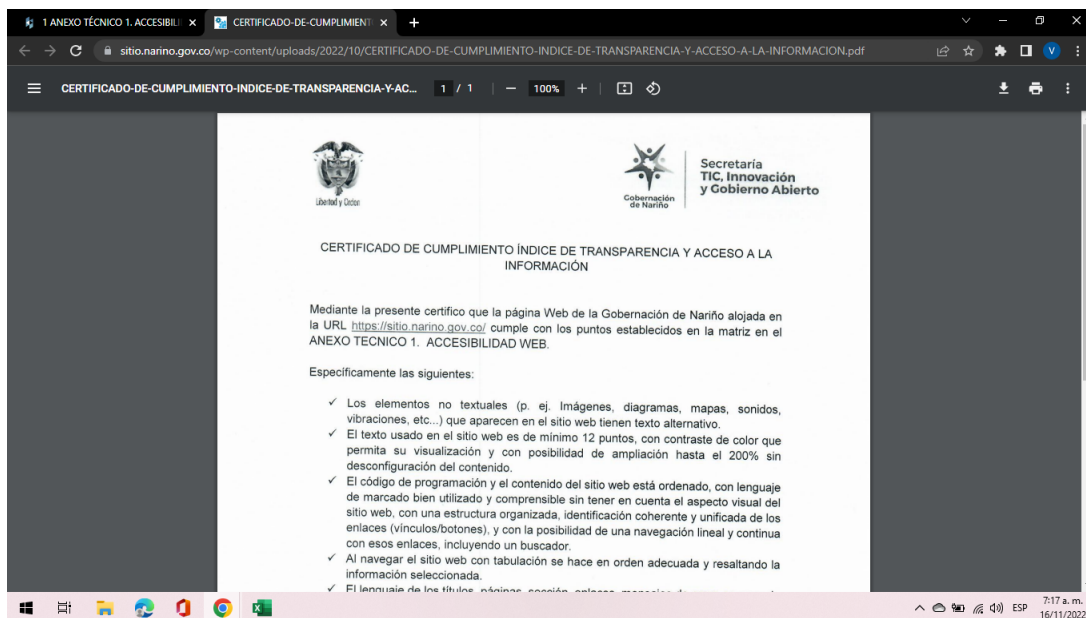 1 ANEXO TÉCNICO 1. ACCESIBIL
CERTIFICADO-DE-CUMPLIMIENT
sitio.narino.gov.co/wp-content/uploads/2022/10/CERTIFICADO-DE-CUMPLIMIENTO-INDICE-DE-TRANSPARENCIA-Y-ACCESO-A-LA-INFORMACION.pdf
V
CERTIFICADO-DE-CUMPLIMIENTO-INDICE-DE-TRANSPARENCIA-Y-AC... 1 / 1 100%
Libertad y Orden
Gobernación
de Nariño
Secretaría
TIC, Innovación
y Gobierno Abierto
CERTIFICADO DE CUMPLIMIENTO ÍNDICE DE TRANSPARENCIA Y ACCESO A LA
INFORMACIÓN
Mediante la presente certifico que la página Web de la Gobernación de Nariño alojada en
la URL https://sitio.narino.gov.co/ cumple con los puntos establecidos en la matriz en el
ANEXO TECNICO 1. ACCESIBILIDAD WEB.
Específicamente las siguientes:
✓ Los elementos no textuales (p. ej. Imágenes, diagramas, mapas, sonidos,
vibraciones, etc...) que aparecen en el sitio web tienen texto alternativo.
✓ El texto usado en el sitio web es de mínimo 12 puntos, con contraste de color que
permita su visualización y con posibilidad de ampliación hasta el 200% sin
desconfiguración del contenido.
✓ El código de programación y el contenido del sitio web está ordenado, con lenguaje
de marcado bien utilizado y comprensible sin tener en cuenta el aspecto visual del
sitio web, con una estructura organizada, identificación coherente y unificada de los
enlaces (vínculos/botones), y con la posibilidad de una navegación lineal y continua
con esos enlaces, incluyendo un buscador.
✓ Al navegar el sitio web con tabulación se hace en orden adecuada y resaltando la
información seleccionada.
✓ El lenguaje de los títulos, páginas, sección, enlaces, mensajes de
ESP
7:17 a. m.
16/11/2022